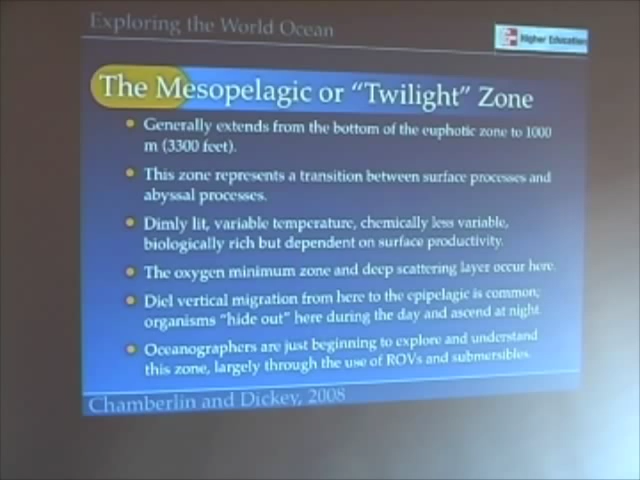 Exploring the World Ocean
Higher Education
The Mesopelagic or “Twilight” Zone
Generally extends from the bottom of the euphotic zone to 1000
m (3300 feet).
This zone represents a transition between surface processes and
abyssal processes.
Dimly lit, variable temperature, chemically less variable,
biologically rich but dependent on surface productivity.
The oxygen minimum zone and deep scattering layer occur here.
Diel vertical migration from here to the epipelagic is common;
organisms “hide out” here during the day and ascend at night.
Oceanographers are just beginning to explore and understand
this zone, largely through the use of ROVs and submersibles.
Chamberlin and Dickey, 2008